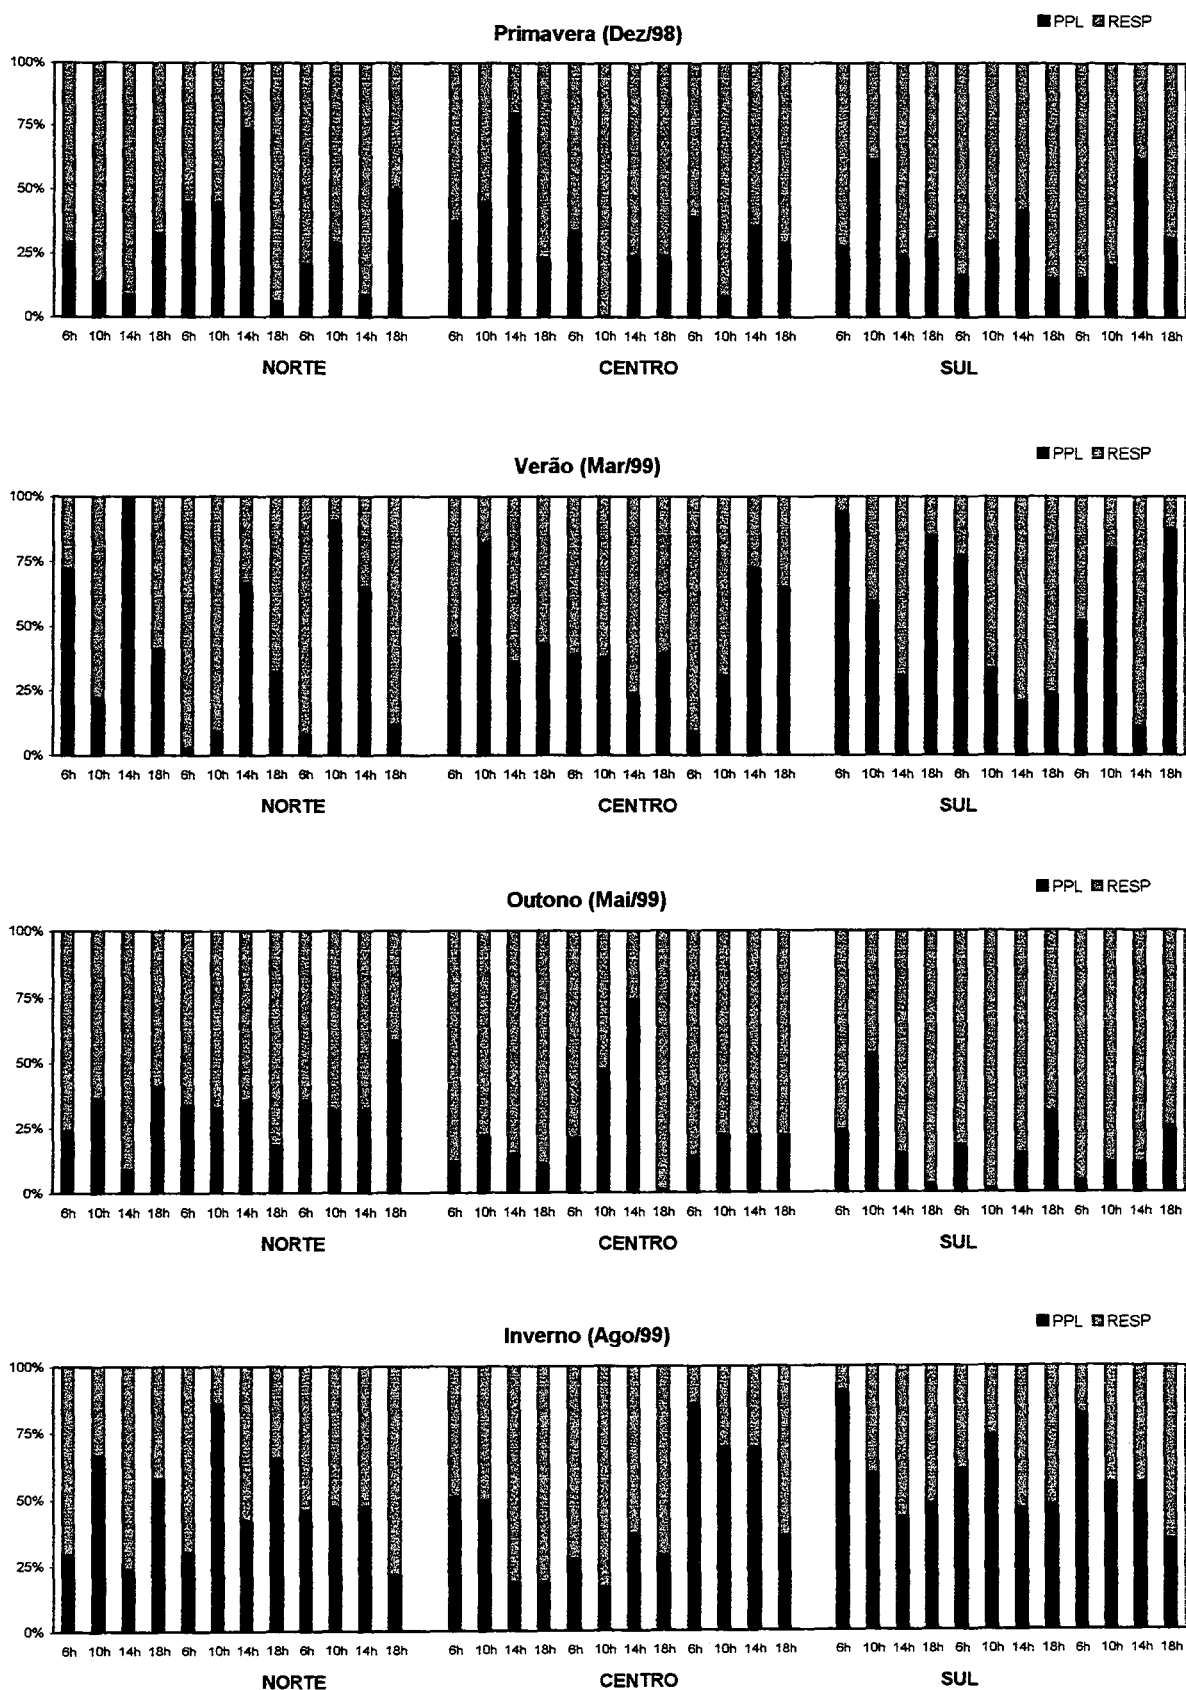 Primavera (Dez/98)
PPL RESP
100%
75%
50%
25%
0%
6h 10h 14h 18h 6h 10h 14h 18h 6h 10h 14h 18h 6h 10h 14h 18h 6h 10h 14h 18h 6h 10h 14h 18h 6h 10h 14h 18h 6h 10h 14h 18h 6h 10h 14h 18h
NORTE CENTRO SUL
Verão (Mar/99)
PPL RESP
100%
75%
50%
25%
0%
6h 10h 14h 18h 6h 10h 14h 18h 6h 10h 14h 18h 6h 10h 14h 18h 6h 10h 14h 18h 6h 10h 14h 18h 6h 10h 14h 18h 6h 10h 14h 18h 6h 10h 14h 18h
NORTE CENTRO SUL
Outono (Mai/99)
PPL RESP
100%
75%
50%
25%
0%
6h 10h 14h 18h 6h 10h 14h 18h 6h 10h 14h 18h 6h 10h 14h 18h 6h 10h 14h 18h 6h 10h 14h 18h 6h 10h 14h 18h 6h 10h 14h 18h 6h 10h 14h 18h
NORTE CENTRO SUL
Inverno (Ago/99)
PPL RESP
100%
75%
50%
25%
0%
6h 10h 14h 18h 6h 10h 14h 18h 6h 10h 14h 18h 6h 10h 14h 18h 6h 10h 14h 18h 6h 10h 14h 18h 6h 10h 14h 18h 6h 10h 14h 18h 6h 10h 14h 18h
NORTE CENTRO SUL